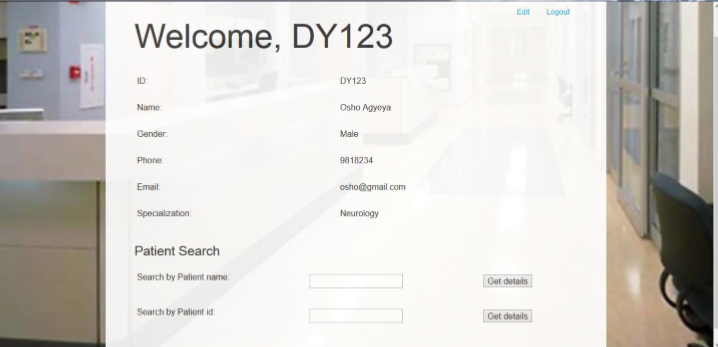 Edit Logout
Welcome, DY123
ID: DY123
Name: Osho Agyeya
Gender: Male
Phone: 9818234
Email: osho@gmail.com
Specialization: Neurology
Patient Search
Search by Patient name: Get details
Search by Patient id: Get details